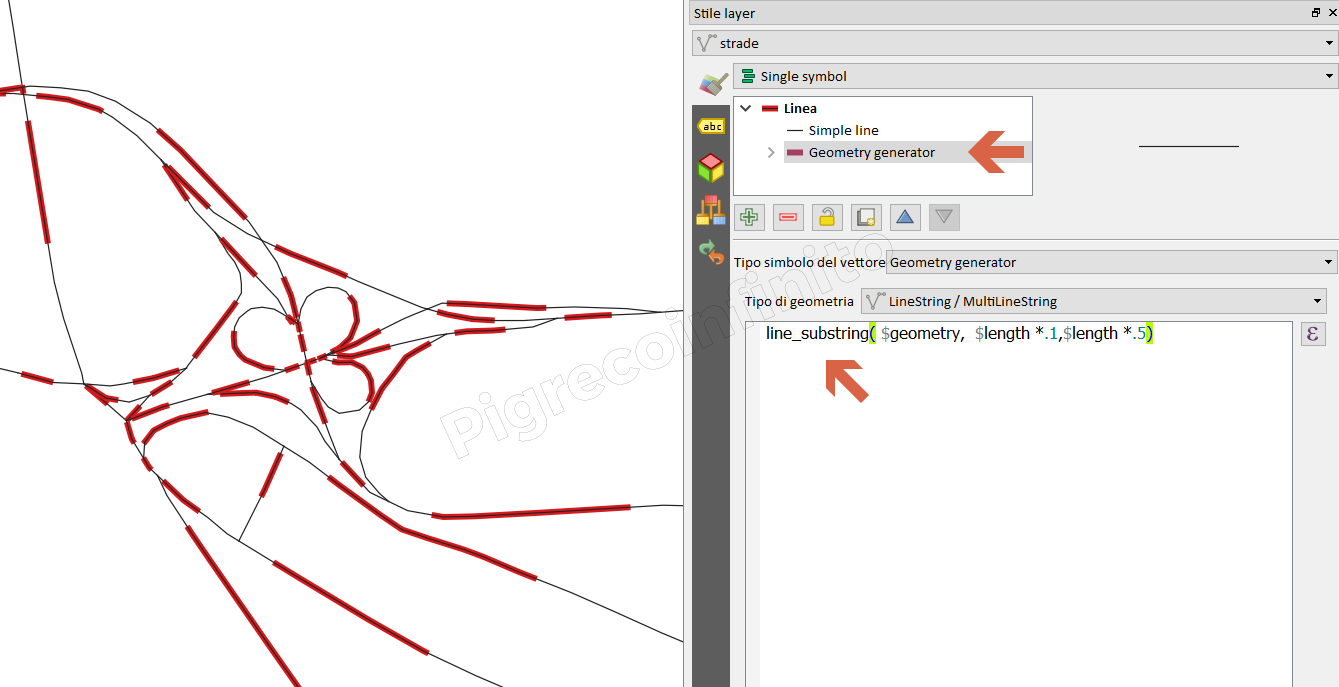 Stile layer
strade
Single symbol
abc
Linea
Simple line
Geometry generator
Tipo simbolo del vettore Geometry generator
Tipo di geometria LineString / MultiLineString
line_substring( $geometry, $length *.1,$length *.5)
ε
Pigrecoinfinito